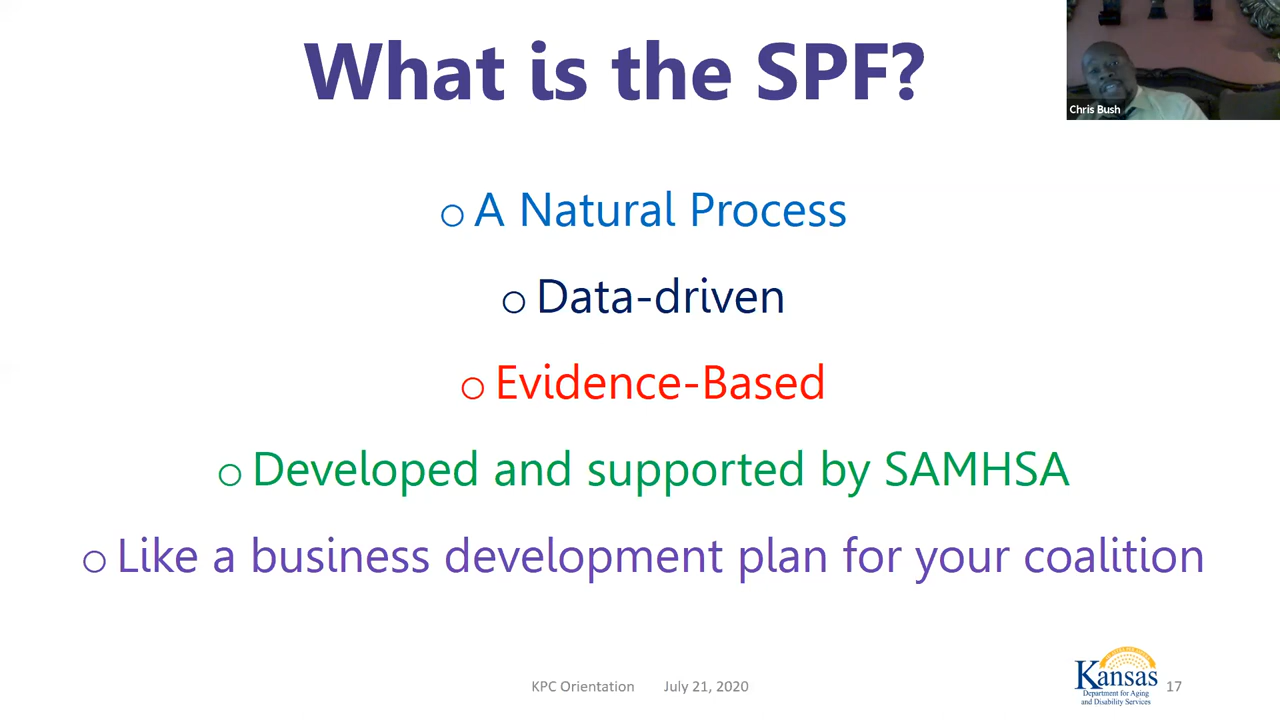 What is the SPF?
Chris Bush
o A Natural Process
o Data-driven
o Evidence-Based
o Developed and supported by SAMHSA
o Like a business development plan for your coalition
KPC Orientation July 21, 2020
Kansas
Department for Aging
and Disability Services
17